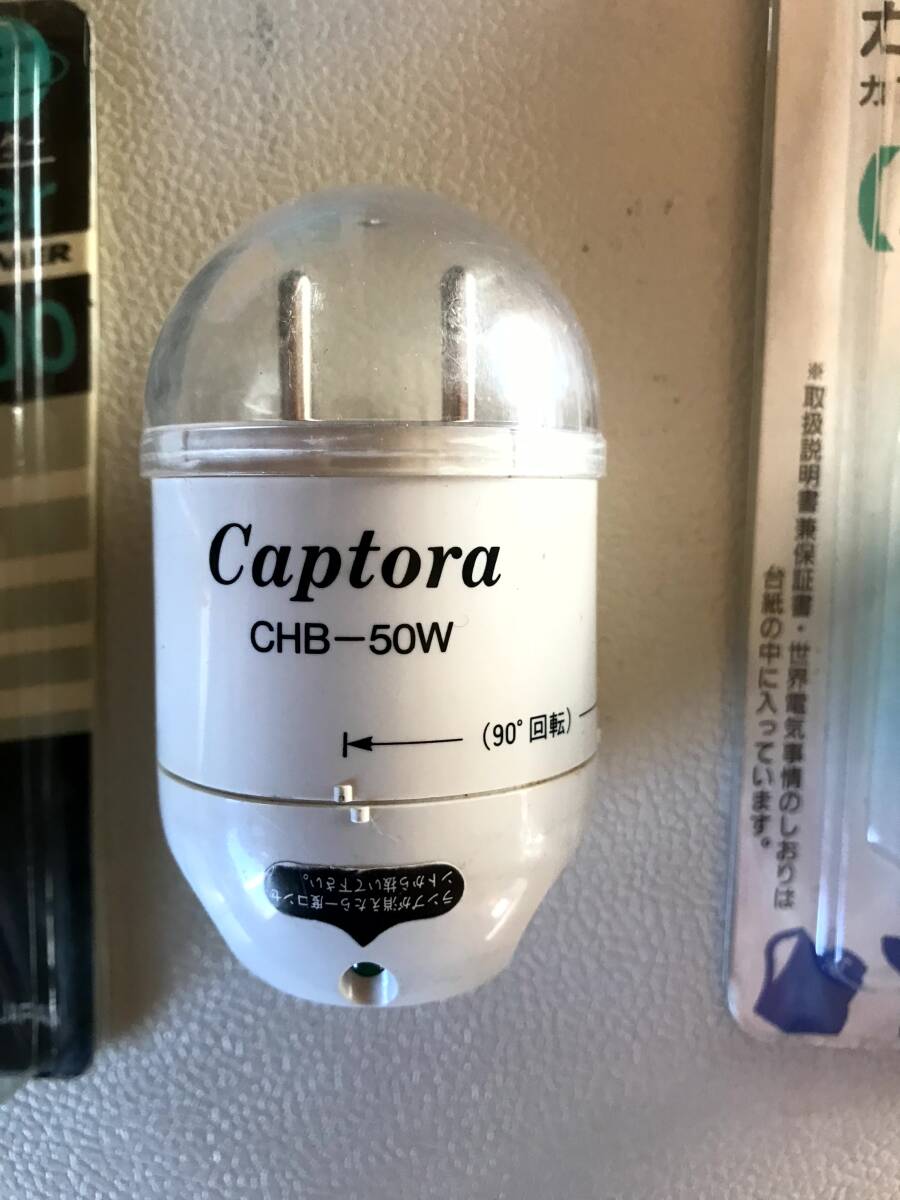 Captora
CHB−50W
(90°回転)
ランプが消えたら一度コンセ
ントから抜いて下さい。
※取扱説明書兼保証書・世界電気事情のしおりは
台紙の中に入っています。